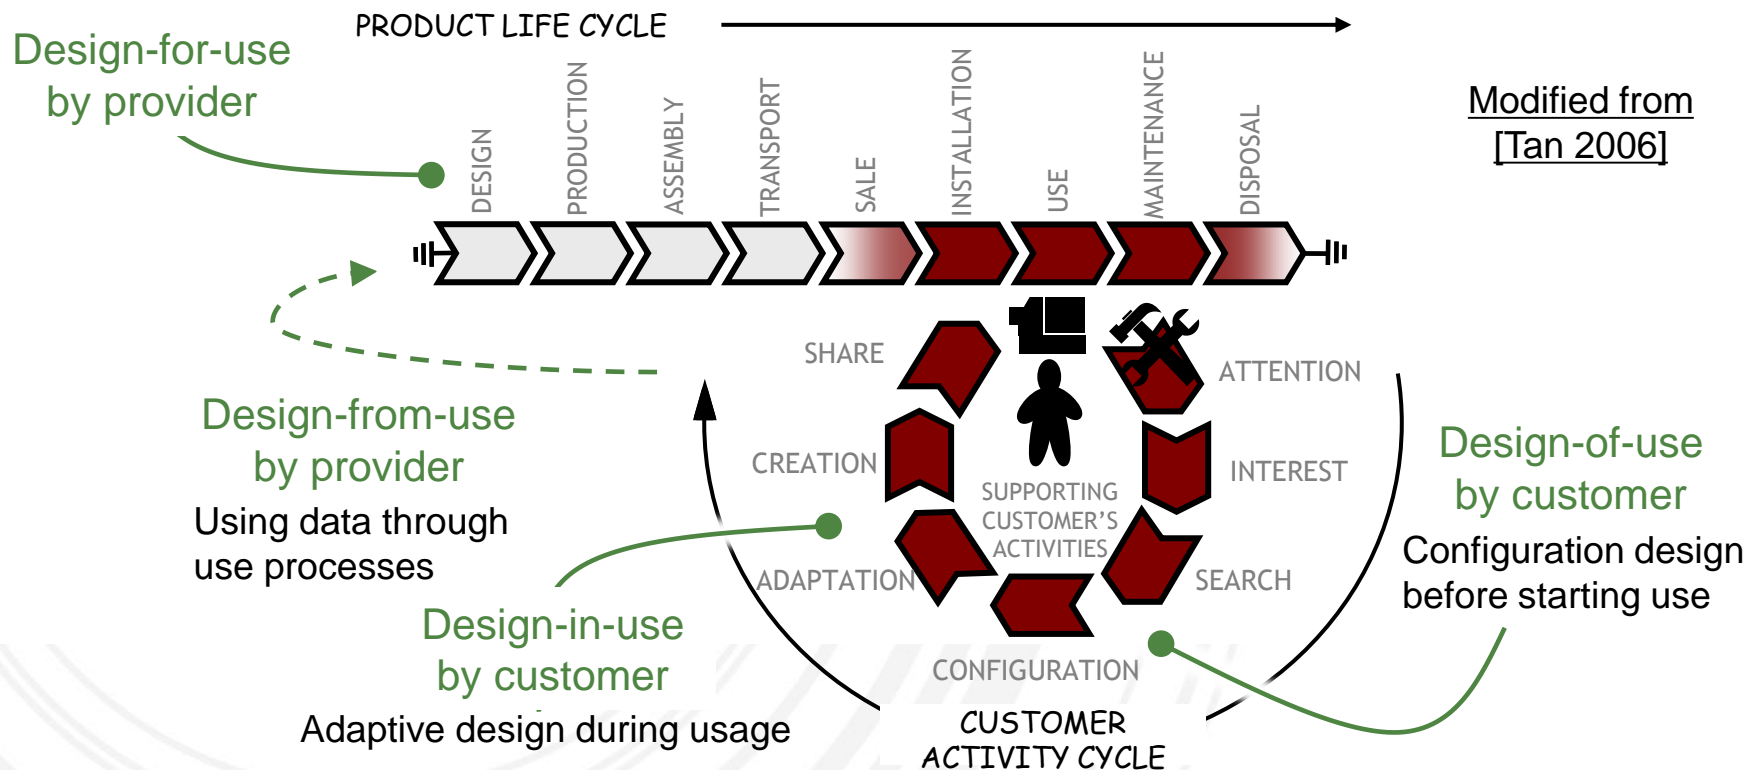 PRODUCT LIFE CYCLE
Design-for-use
by provider
DESIGN
PRODUCTION
ASSEMBLY
TRANSPORT
SALE
INSTALLATION
USE
MAINTENANCE
DISPOSAL
Modified from
[Tan 2006]
SHARE
ATTENTION
Design-from-use
by provider
Using data through
use processes
CREATION
INTEREST
SUPPORTING
CUSTOMER'S
ACTIVITIES
Design-of-use
by customer
Configuration design
before starting use
ADAPTATION
SEARCH
Design-in-use
by customer
Adaptive design during usage
CONFIGURATION
CUSTOMER
ACTIVITY CYCLE